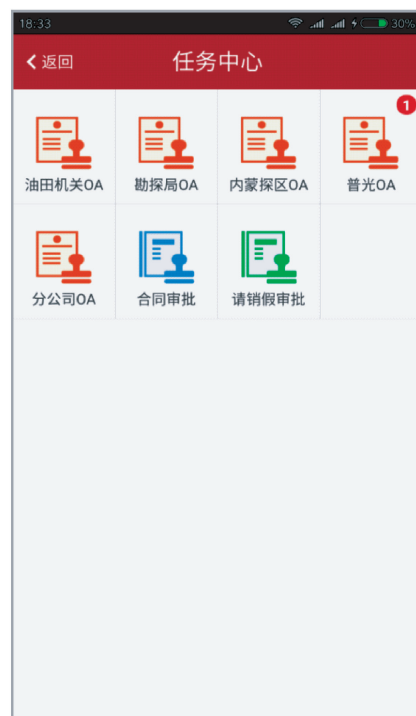 18:33
30%
返回
任务中心
1
油田机关OA
勘探局OA
内蒙探区OA
普光OA
分公司OA
合同审批
请销假审批